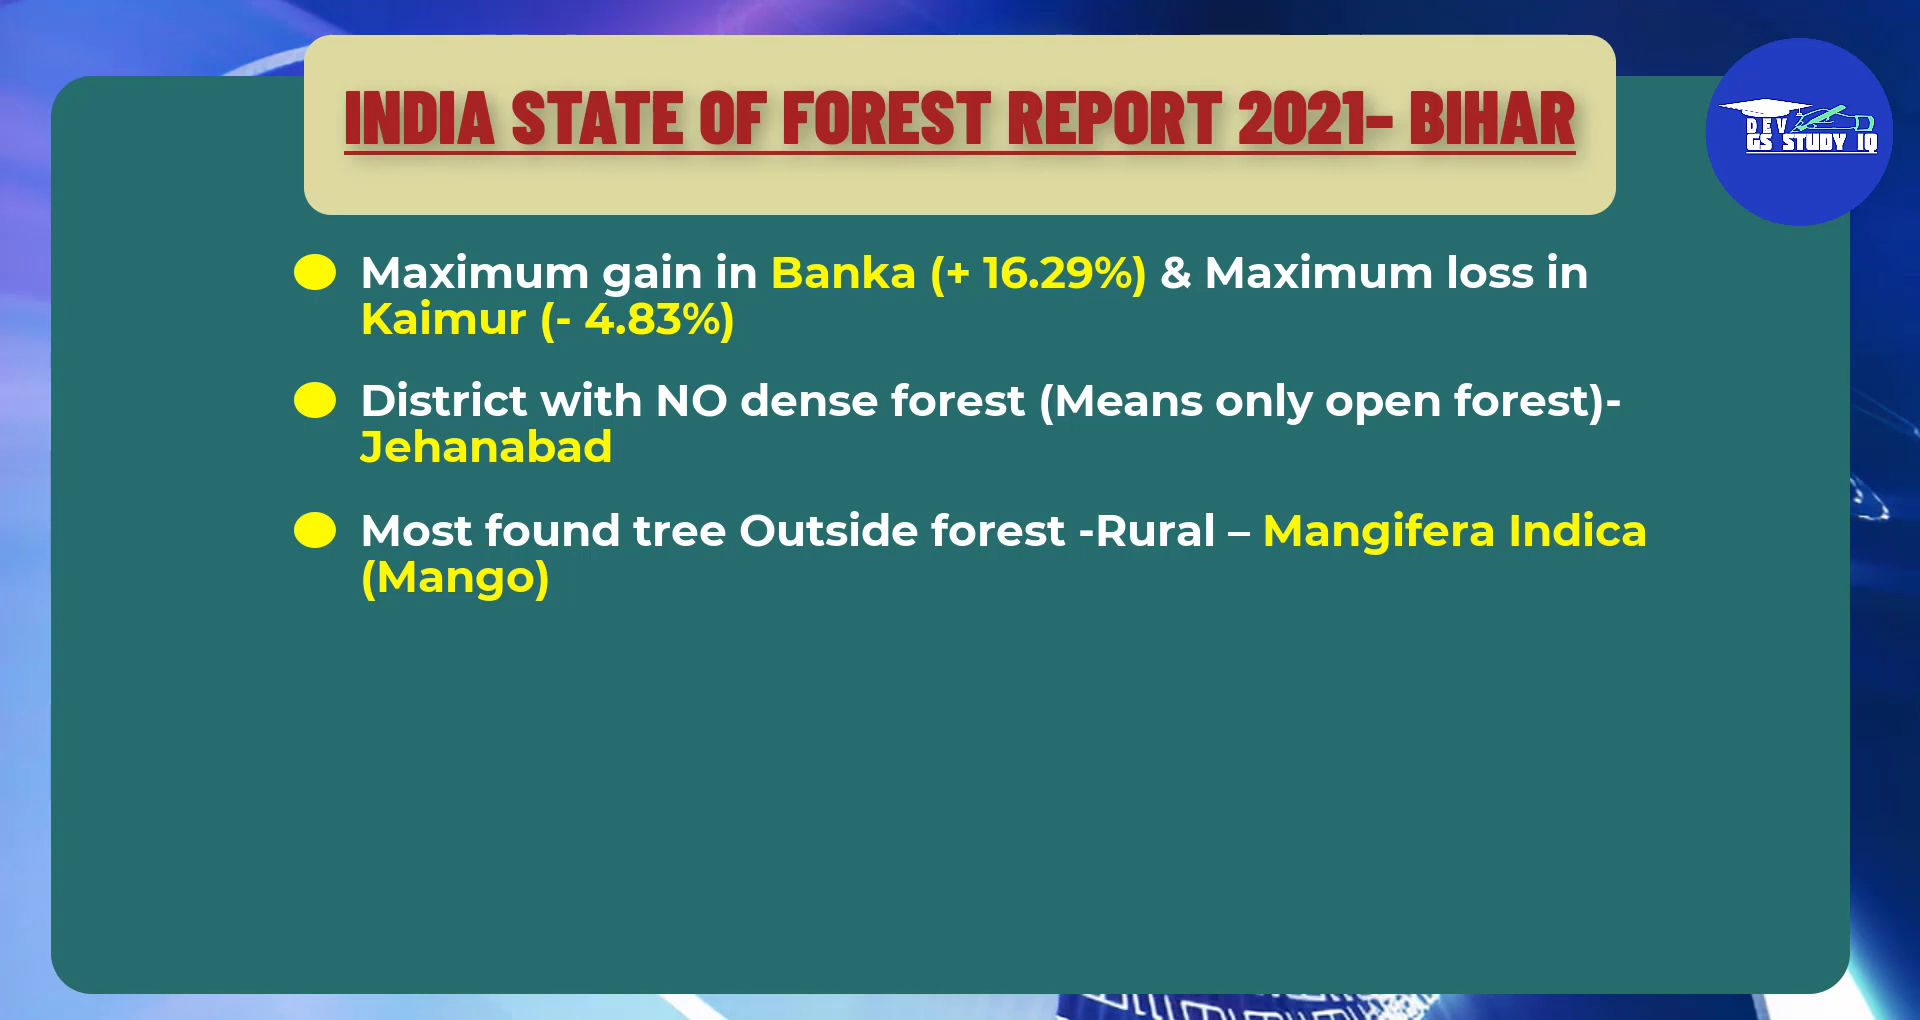 INDIA STATE OF FOREST REPORT 2021- BIHAR
DEV
GS STUDY IQ
Maximum gain in Banka (+ 16.29%) & Maximum loss in
Kaimur (- 4.83%)
District with NO dense forest (Means only open forest)-
Jehanabad
Most found tree Outside forest -Rural – Mangifera Indica
(Mango)